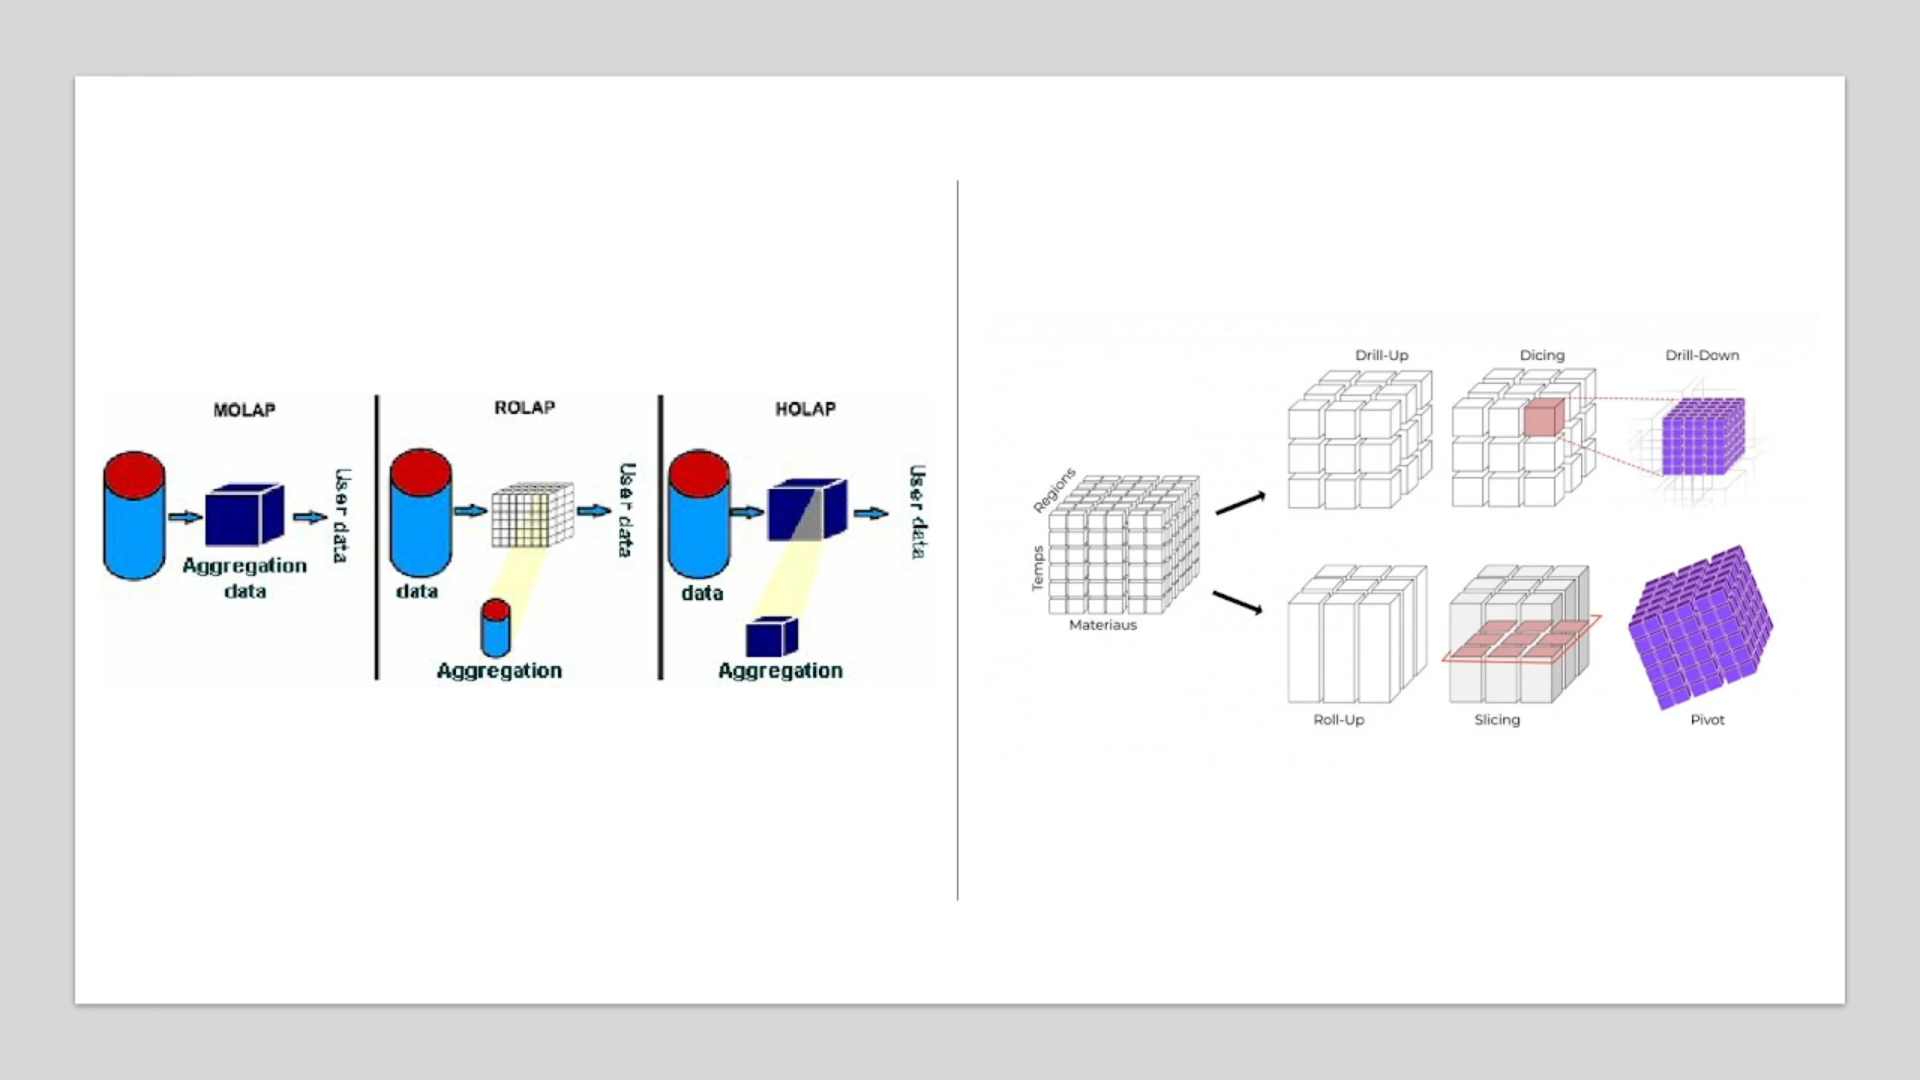 MOLAP
Aggregation
data
User data
ROLAP
data
User data
Aggregation
HOLAP
data
User data
Aggregation
Regions
Temps
Materiaus
Drill-Up
Dicing
Drill-Down
Roll-Up
Slicing
Pivot